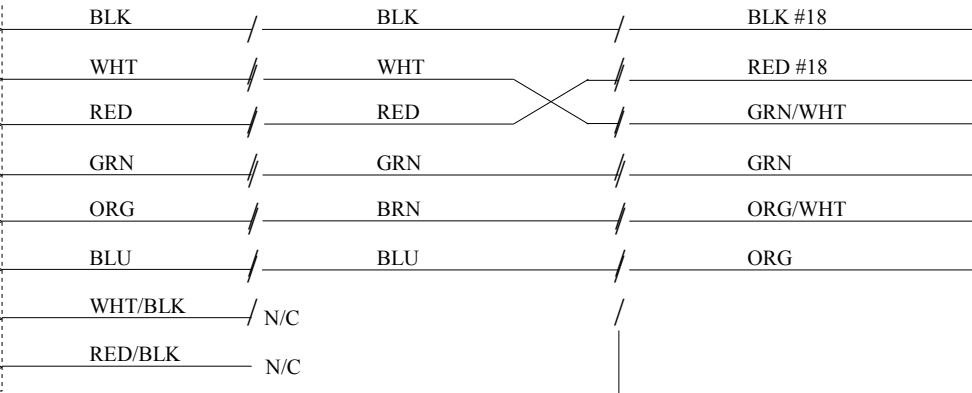 BLK BLK BLK #18
WHT WHT RED #18
RED RED GRN/WHT
GRN GRN GRN
ORG BRN ORG/WHT
BLU BLU ORG
WHT/BLK N/C
RED/BLK N/C